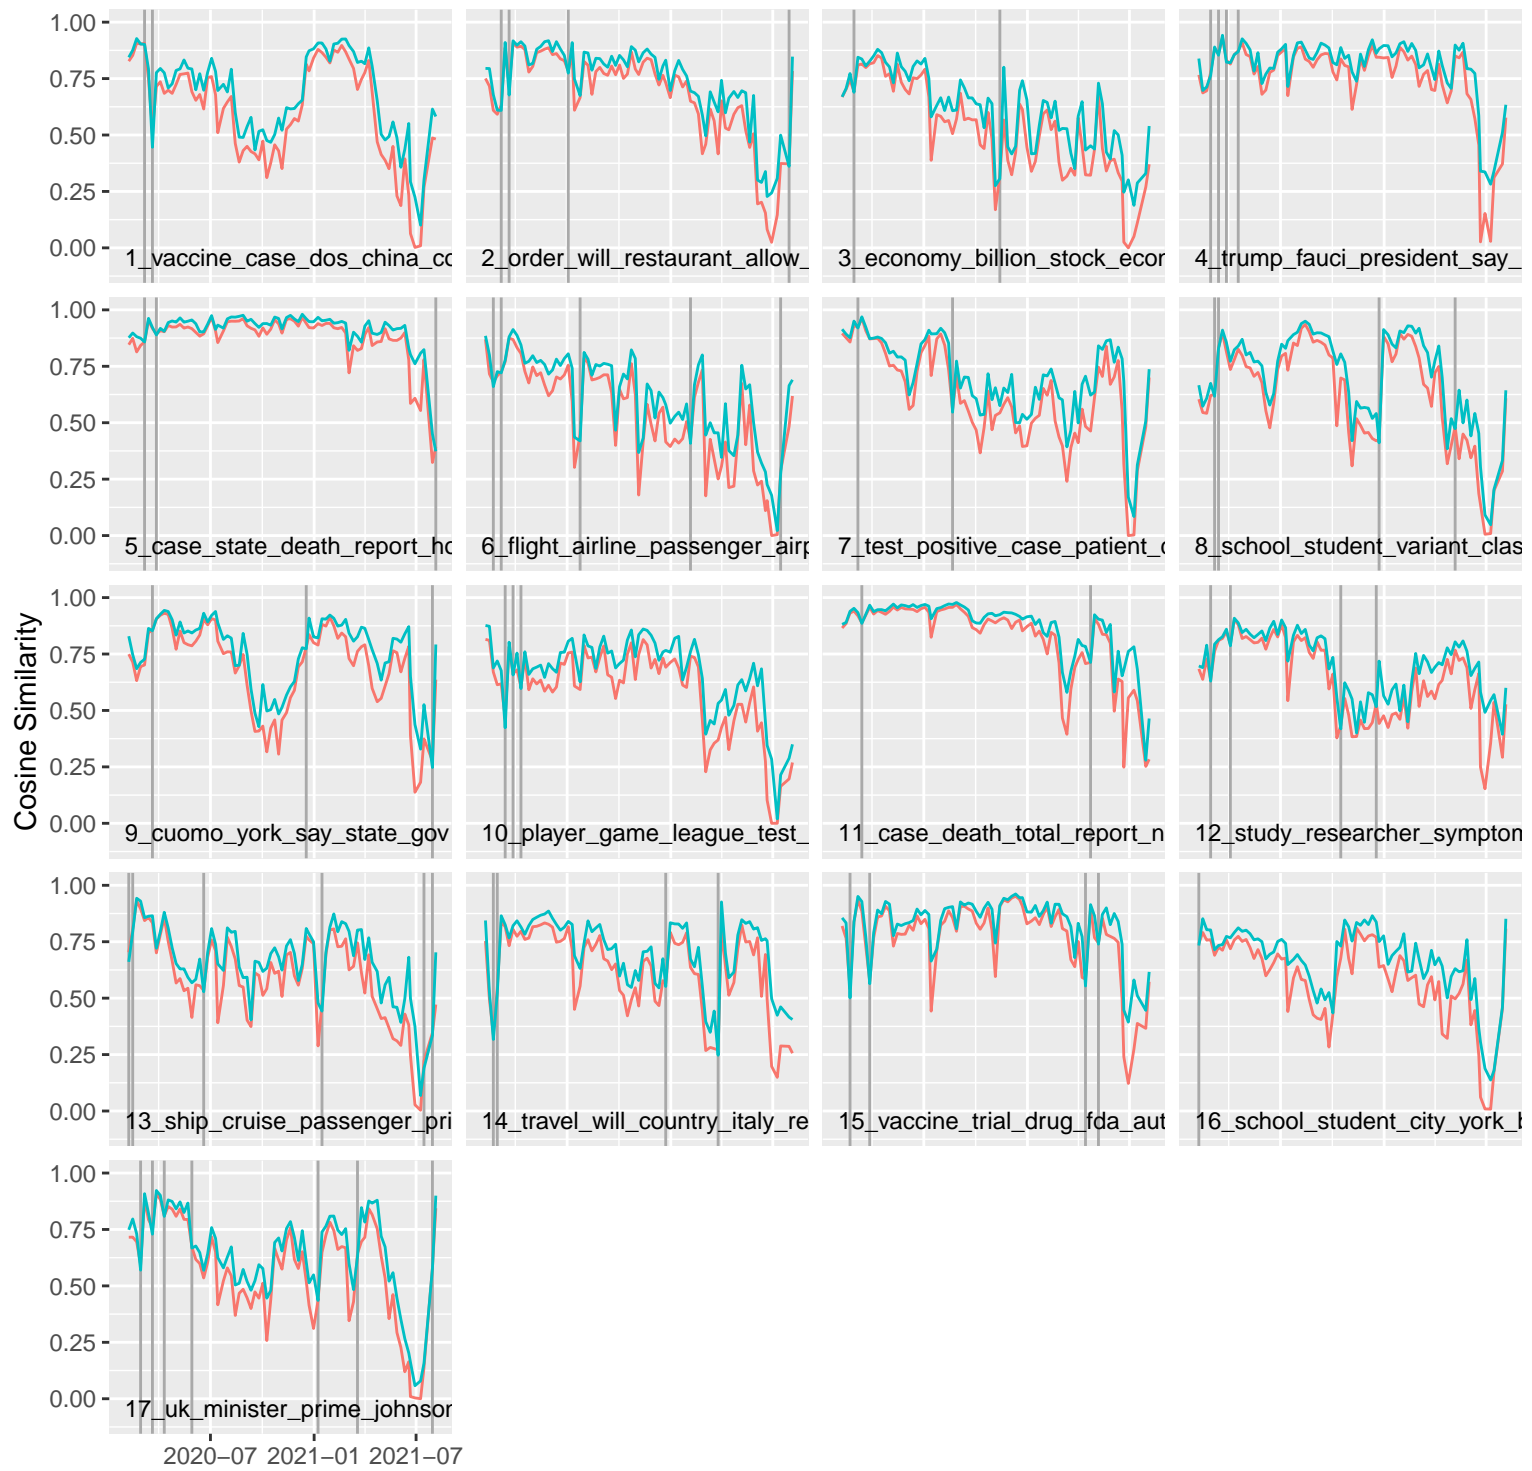 1.00
0.75
0.50
0.25
0.00
1_vaccine_case_dos_china_co
2_order_will_restaurant_allow_
3_economy_billion_stock_econ
4_trump_fauci_president_say_
1.00
0.75
0.50
0.25
0.00
5_case_state_death_report_ho
6_flight_airline_passenger_airp
7_test_positive_case_patient_c
8_school_student_variant_clas
Cosine Similarity
1.00
0.75
0.50
0.25
0.00
9_cuomo_york_say_state_gov
10_player_game_league_test_
11_case_death_total_report_n
12_study_researcher_symptom
1.00
0.75
0.50
0.25
0.00
13_ship_cruise_passenger_pri
14_travel_will_country_italy_re
15_vaccine_trial_drug_fda_aut
16_school_student_city_york_b
1.00
0.75
0.50
0.25
0.00
17_uk_minister_prime_johnson
2020−07 2021−01 2021−07